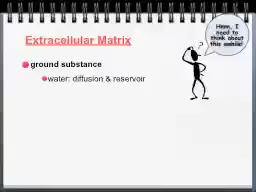 Extracellular Matrix
ground substance
water: diffusion & reservoir
Hmm, I
need to
think about
this awhile!